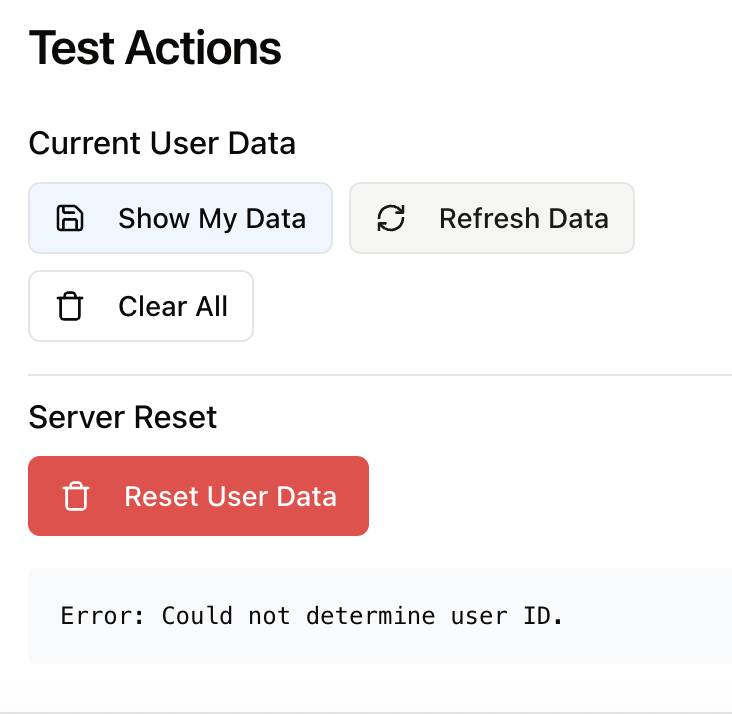 Test Actions
Current User Data
Show My Data
Refresh Data
Clear All
Server Reset
Reset User Data
Error: Could not determine user ID.